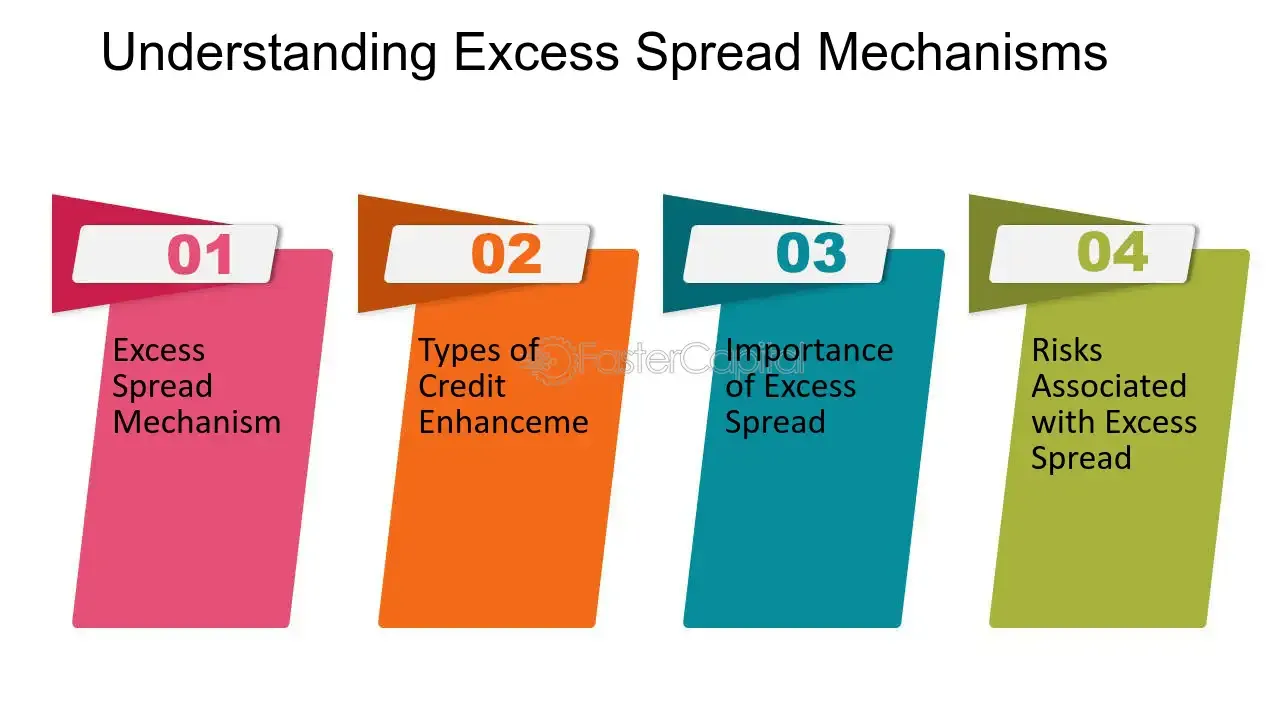 Understanding Excess Spread Mechanisms
01
Excess
Spread
Mechanism
02
Types of
Credit
Enhanceme
03
Importance
of Excess
Spread
04
Risks
Associated
with Excess
Spread
FasterCapital